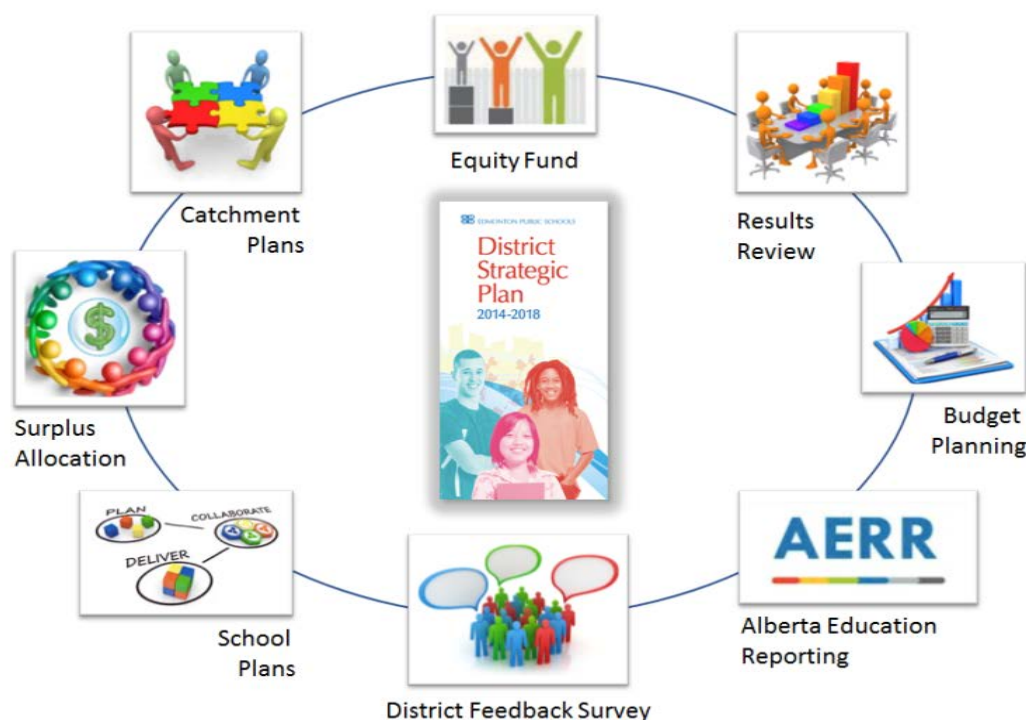 Equity Fund
Results
Review
Budget
Planning
AERR
Alberta Education
Reporting
District Feedback Survey
PLAN
COLLABORATE
DELIVER
School
Plans
Surplus
Allocation
$
Catchment
Plans
EDMONTON PUBLIC SCHOOLS
District
Strategic
Plan
2014-2018